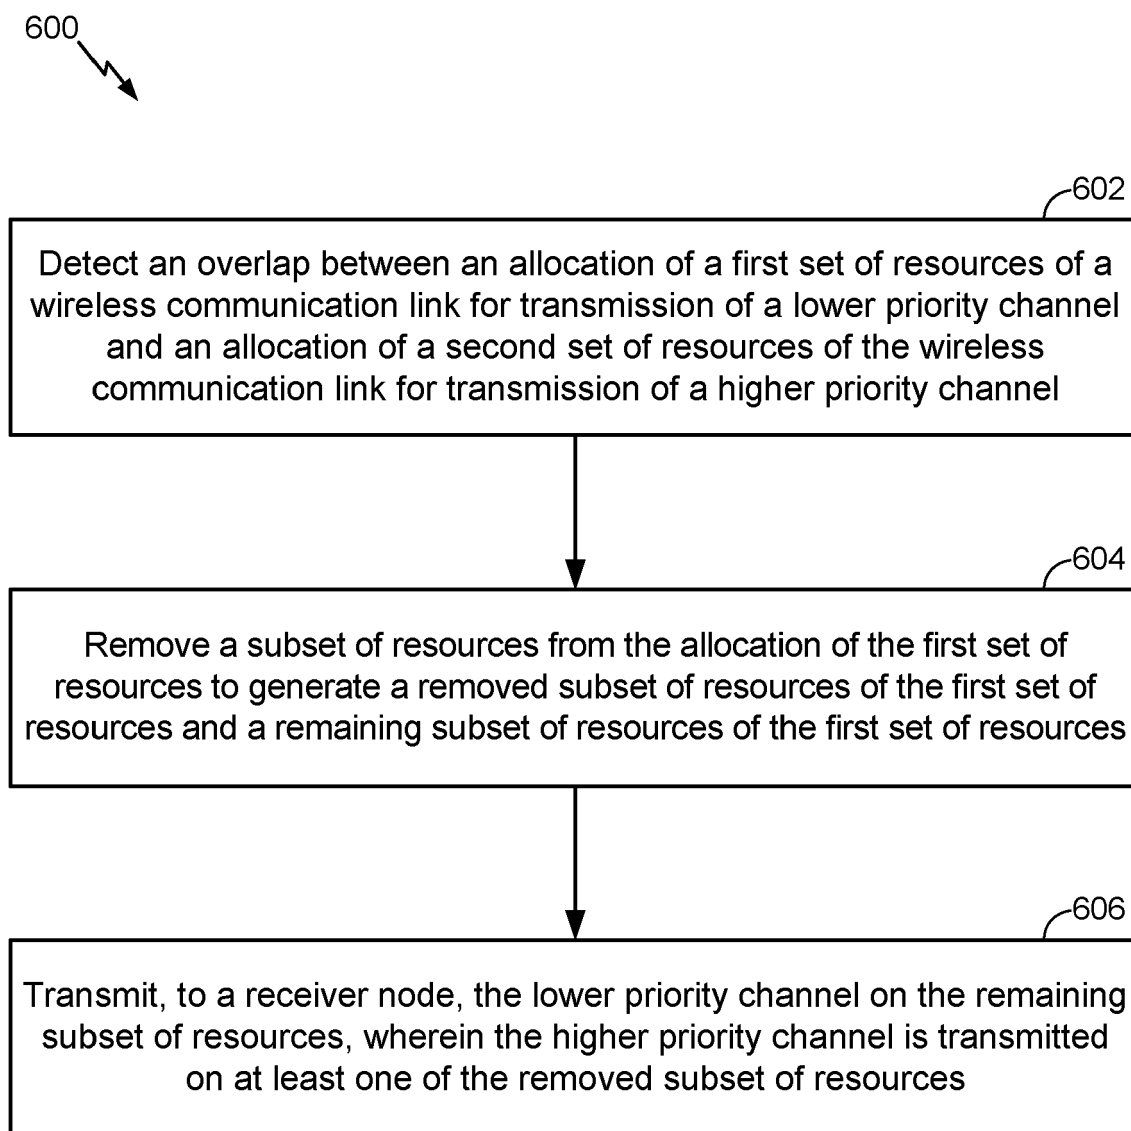 600
602
Detect an overlap between an allocation of a first set of resources of a
wireless communication link for transmission of a lower priority channel
and an allocation of a second set of resources of the wireless
communication link for transmission of a higher priority channel
604
Remove a subset of resources from the allocation of the first set of
resources to generate a removed subset of resources of the first set of
resources and a remaining subset of resources of the first set of resources
606
Transmit, to a receiver node, the lower priority channel on the remaining
subset of resources, wherein the higher priority channel is transmitted
on at least one of the removed subset of resources